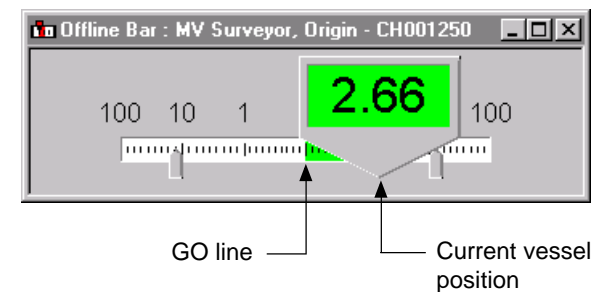 Offline Bar : MV Surveyor, Origin - CH001250
2.66
100 10 1 100
GO line
Current vessel
position